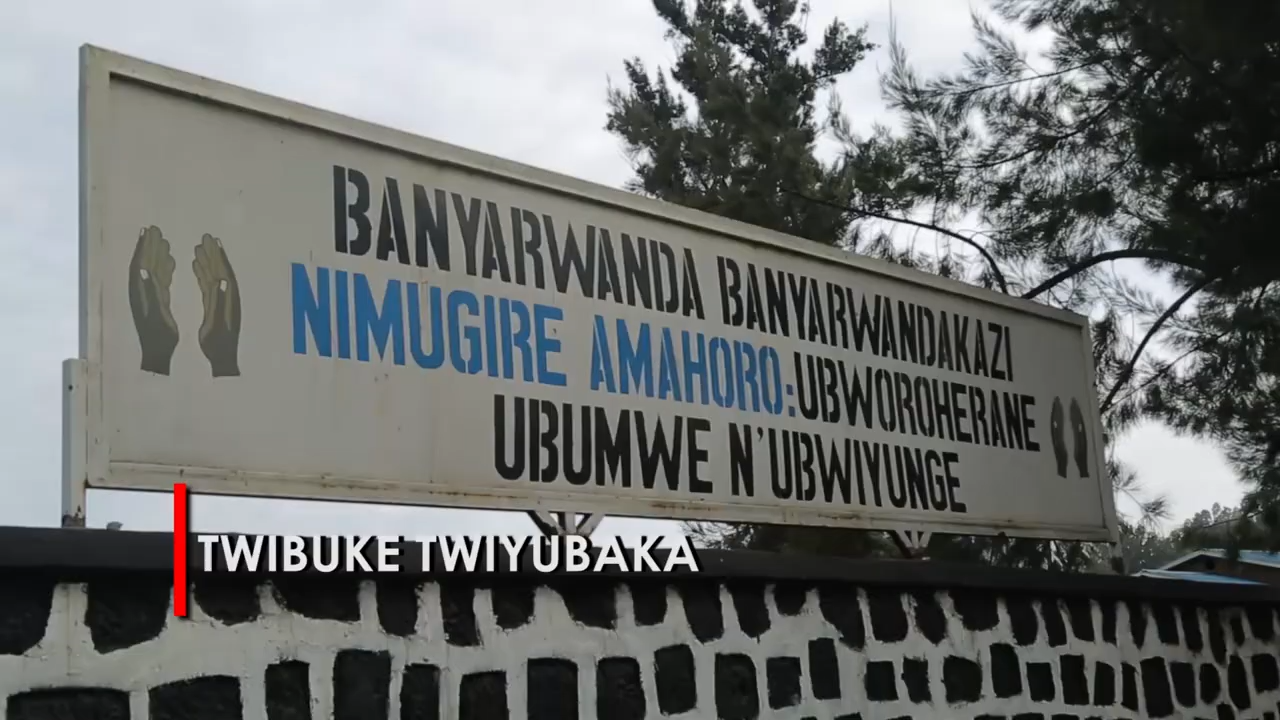 BANYARWANDA BANYARWANDAKAZI
NIMUGIRE AMAHORO:UBWOROHERANE
UBUMWE N'UBWIYUNGE
TWIBUKE TWIYUBAKA